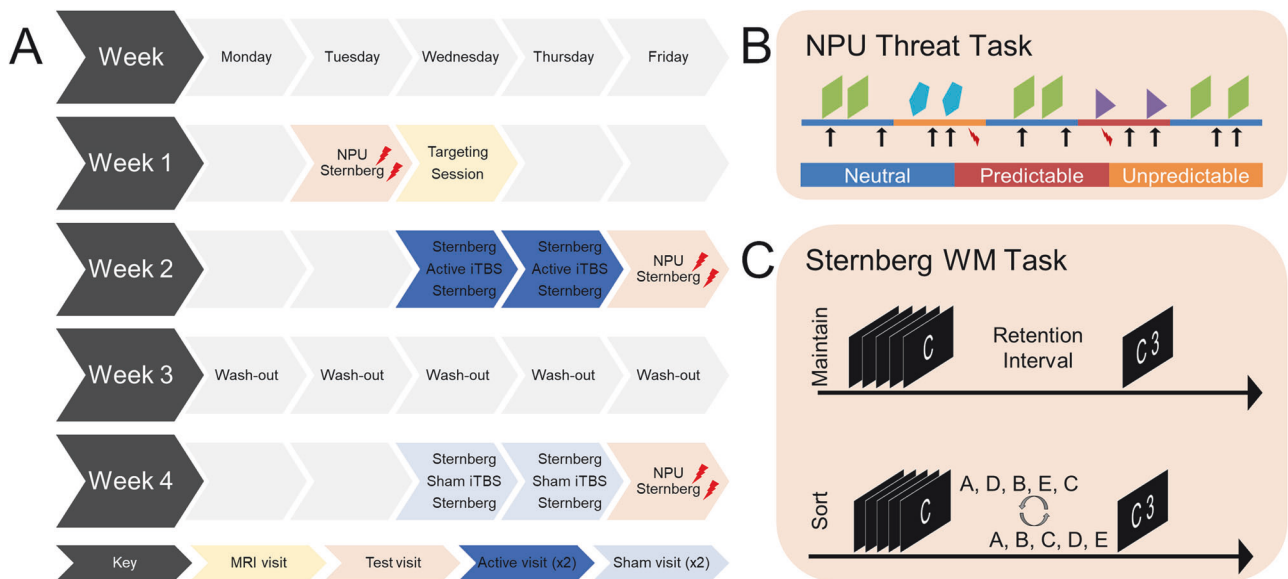 A
Week
Monday
Tuesday
Wednesday
Thursday
Friday
Week 1
NPU
Sternberg
Targeting
Session
Week 2
Sternberg
Active iTBS
Sternberg
Sternberg
Active iTBS
Sternberg
NPU
Sternberg
Week 3
Wash-out
Wash-out
Wash-out
Wash-out
Wash-out
Week 4
Sternberg
Sham iTBS
Sternberg
Sternberg
Sham iTBS
Sternberg
NPU
Sternberg
Key
MRI visit
Test visit
Active visit (x2)
Sham visit (x2)
B
NPU Threat Task
Neutral
Predictable
Unpredictable
C
Sternberg WM Task
Maintain
C
Retention
Interval
C 3
Sort
C
A, D, B, E, C
A, B, C, D, E
C 3